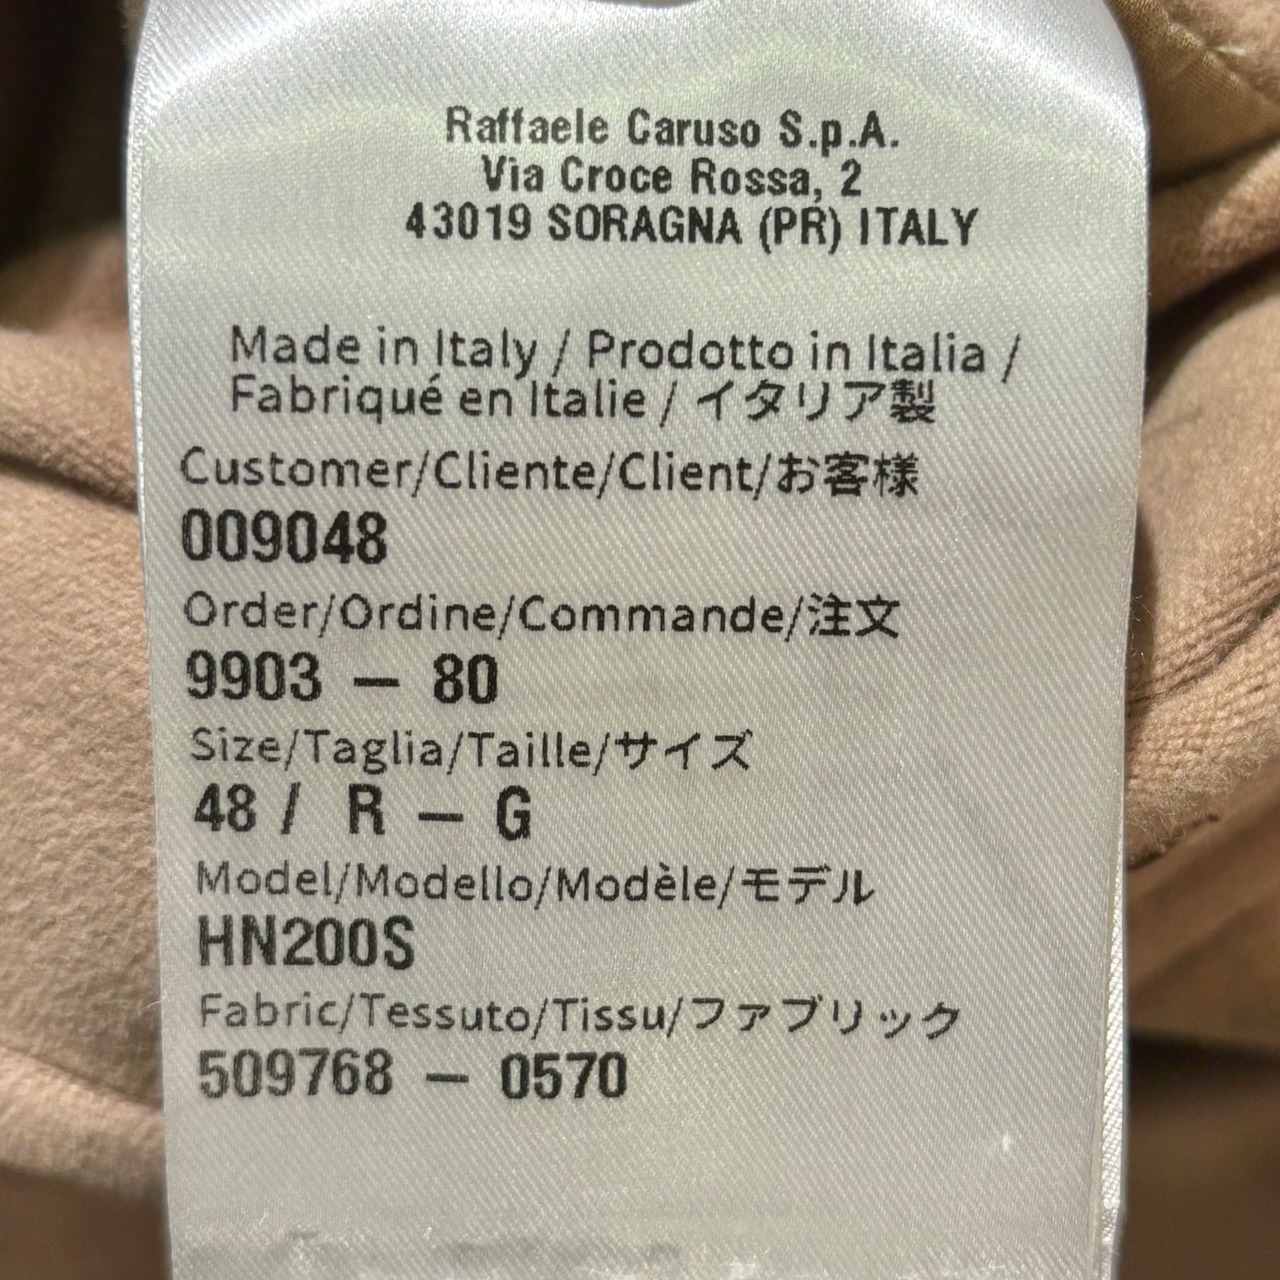 Raffaele Caruso S.p.A.
Via Croce Rossa, 2
43019 SORAGNA (PR) ITALY
Made in Italy / Prodotto in Italia /
Fabriqué en Italie / イタリア製
Customer/Cliente/Client/お客様
009048
Order/Ordine/Commande/注文
9903 – 80
Size/Taglia/Taille/サイズ
48 / R – G
Model/Modello/Modèle/モデル
HN200S
Fabric/Tessuto/Tissu/ファブリック
509768 – 0570